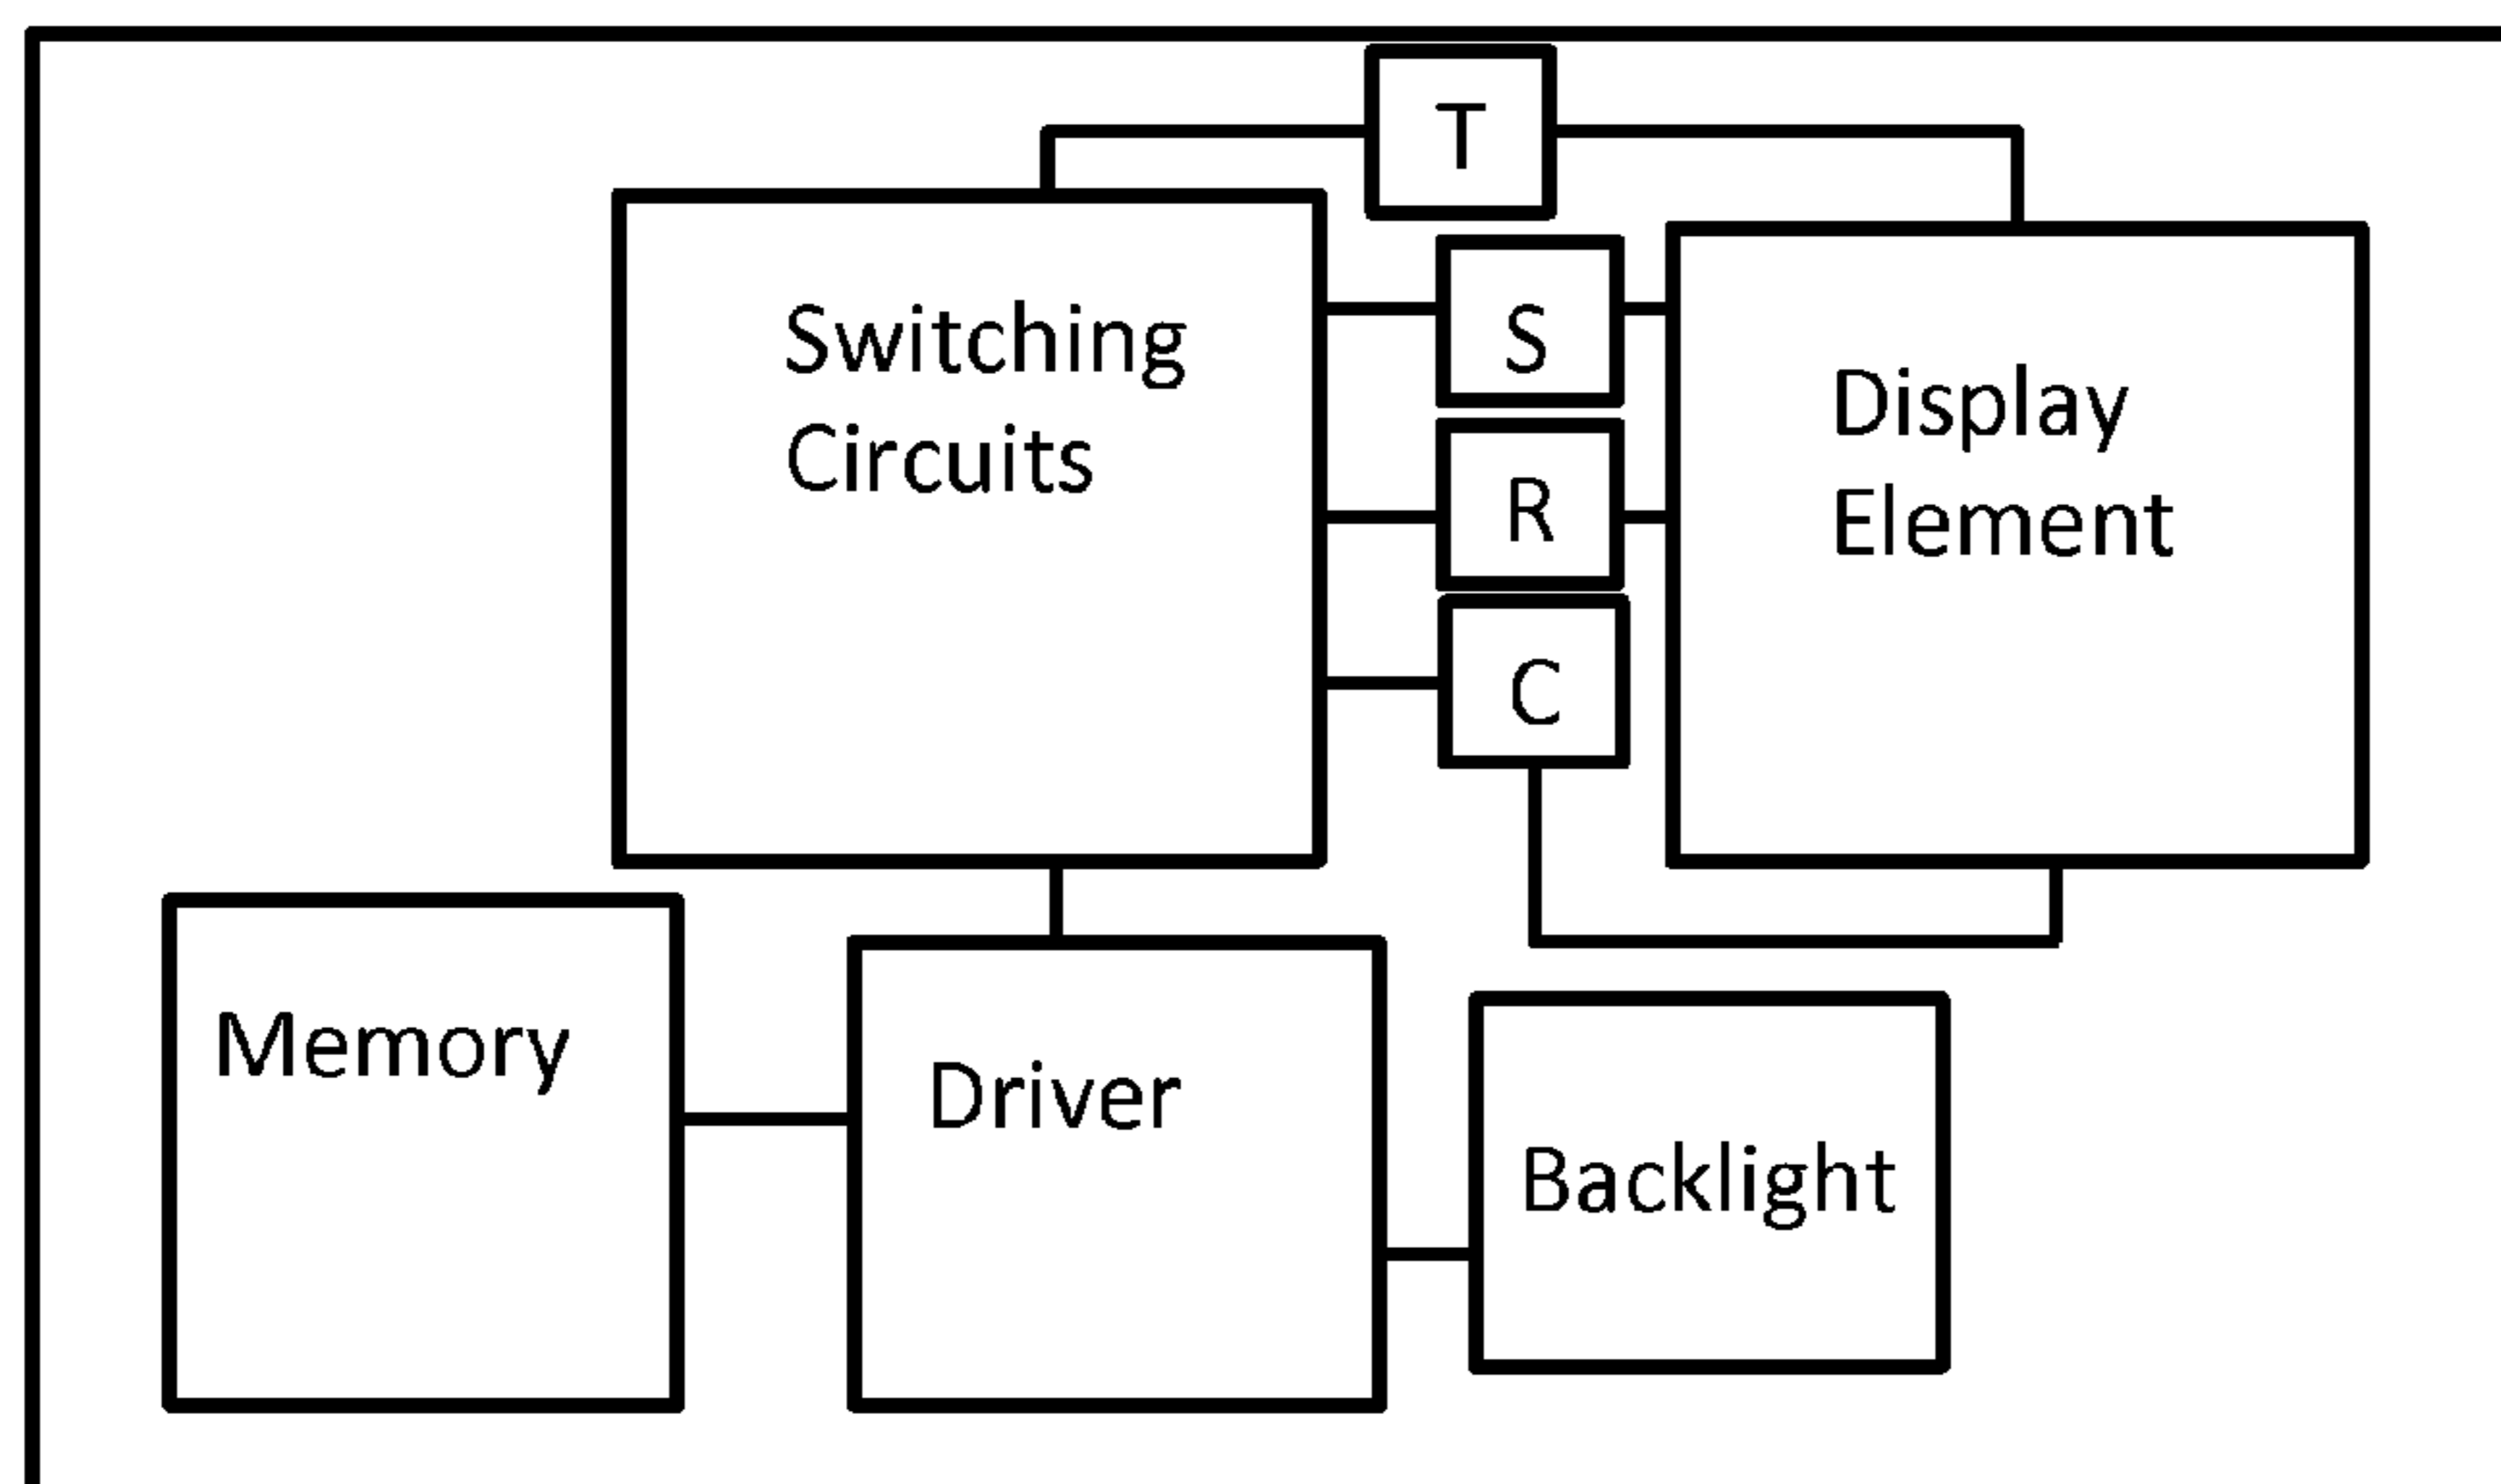 T
Switching
Circuits
S
R
C
Display
Element
Memory
Driver
Backlight